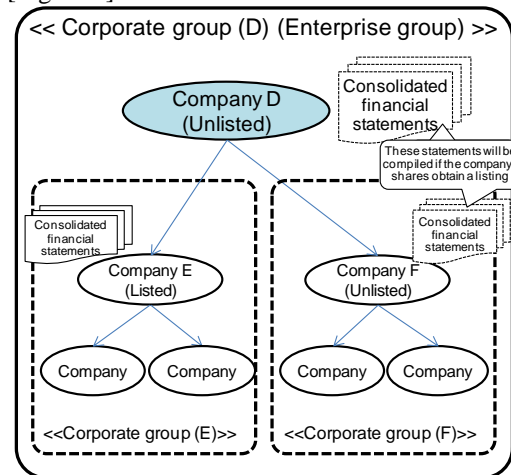 << Corporate group (D) (Enterprise group) >>
Company D
(Unlisted)
Consolidated
financial
statements
These statements will be
compiled if the company
shares obtain a listing
Consolidated
financial
statements
Consolidated
financial
statements
Company E
(Listed)
Company F
(Unlisted)
Company
Company
Company
Company
<<Corporate group (E)>>
<<Corporate group (F)>>